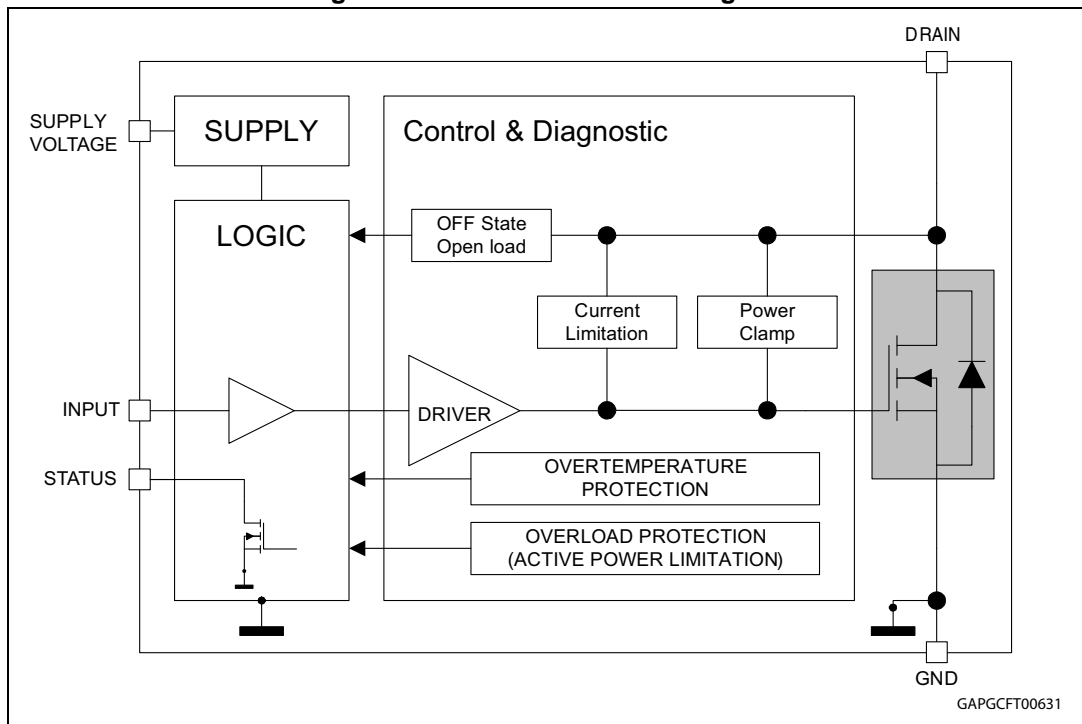 DRAIN
SUPPLY
VOLTAGE
SUPPLY
Control & Diagnostic
LOGIC
OFF State
Open load
Current
Limitation
Power
Clamp
INPUT
DRIVER
STATUS
OVERTEMPERATURE
PROTECTION
OVERLOAD PROTECTION
(ACTIVE POWER LIMITATION)
GND
GAPGCFT00631